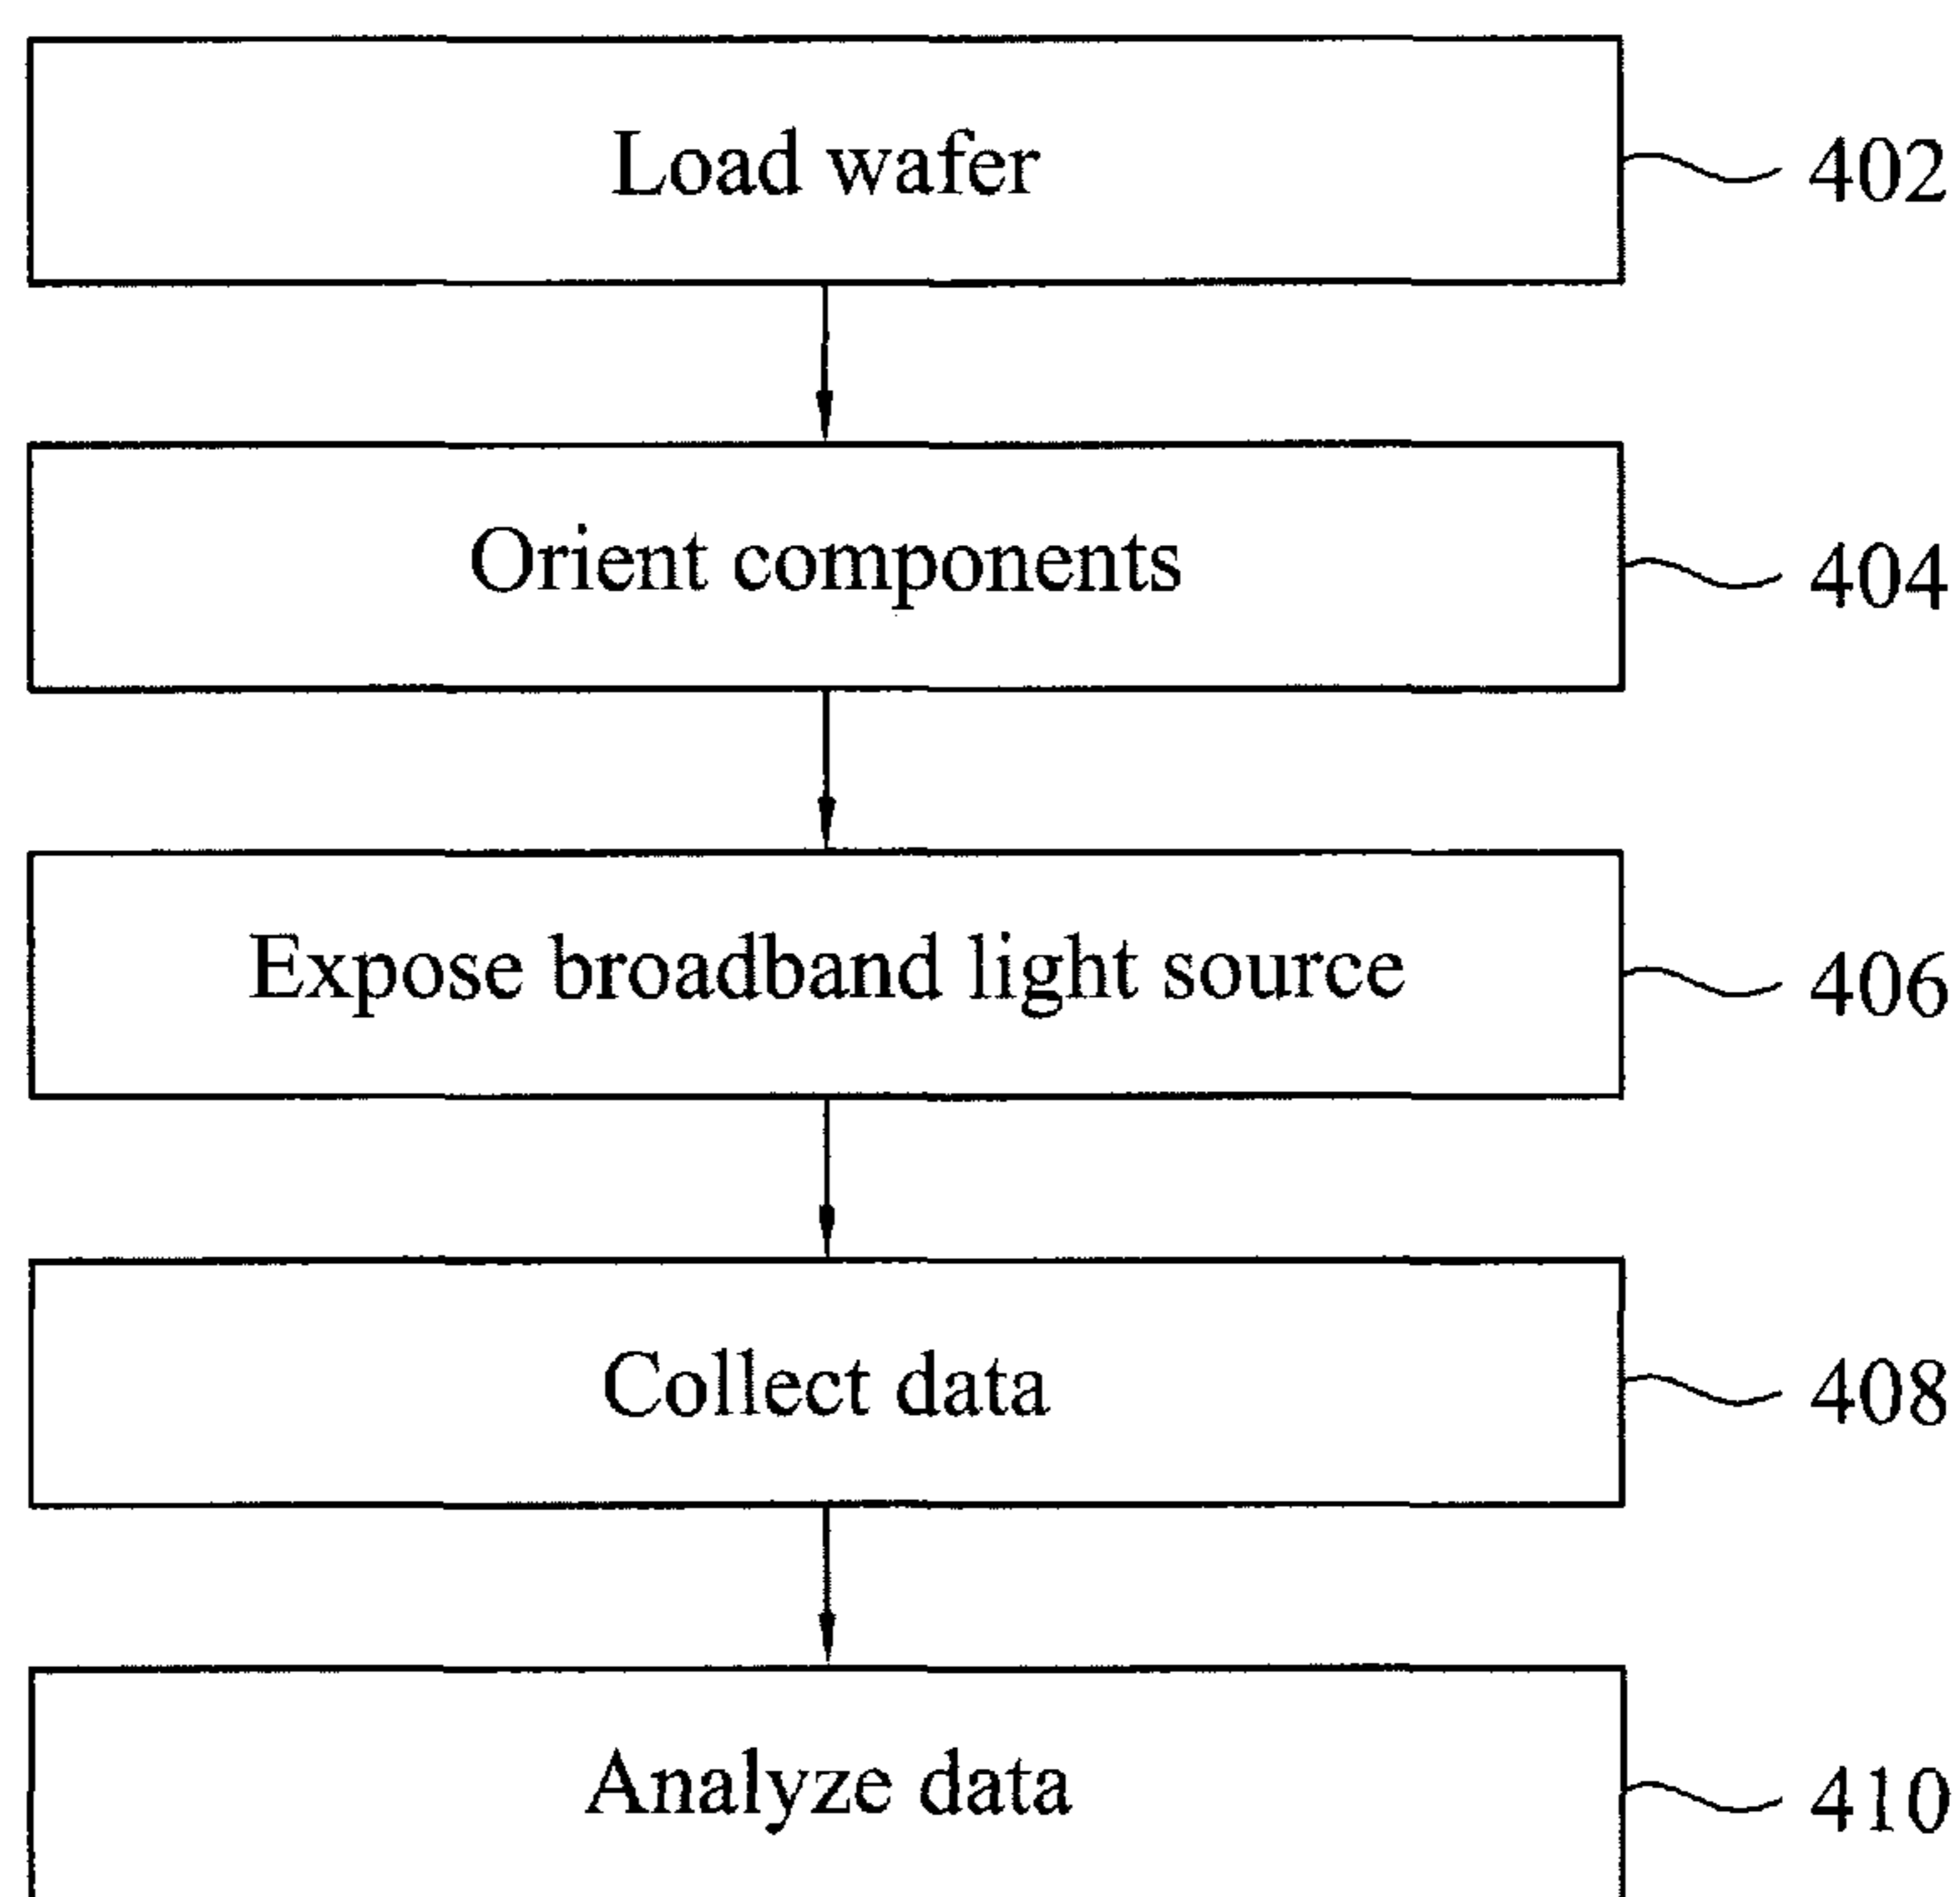 Load wafer
402
Orient components
404
Expose broadband light source
406
Collect data
408
Analyze data
410